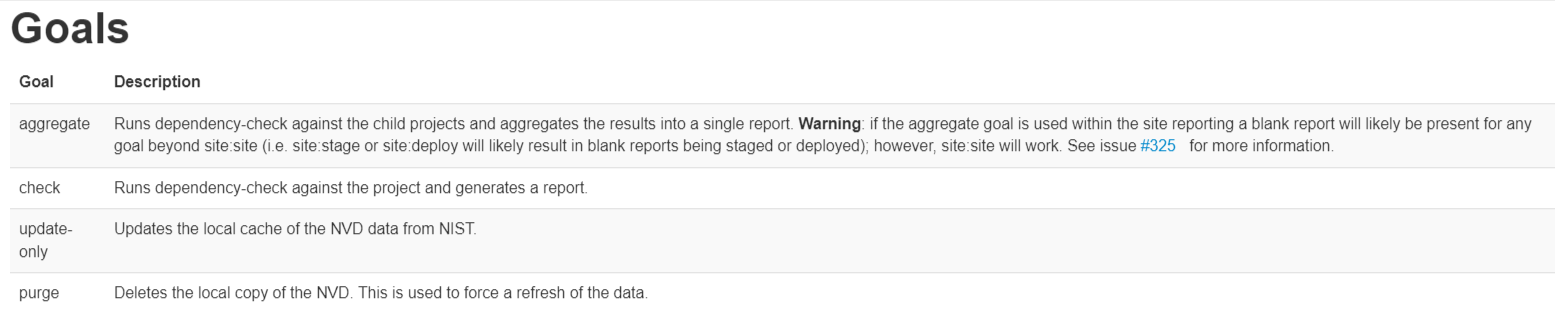 Goals
Goal Description
aggregate Runs dependency-check against the child projects and aggregates the results into a single report. Warning: if the aggregate goal is used within the site reporting a blank report will likely be present for any
goal beyond site:site (i.e. site:stage or site:deploy will likely result in blank reports being staged or deployed); however, site:site will work. See issue #325 for more information.
check Runs dependency-check against the project and generates a report.
update- Updates the local cache of the NVD data from NIST.
only
purge Deletes the local copy of the NVD. This is used to force a refresh of the data.